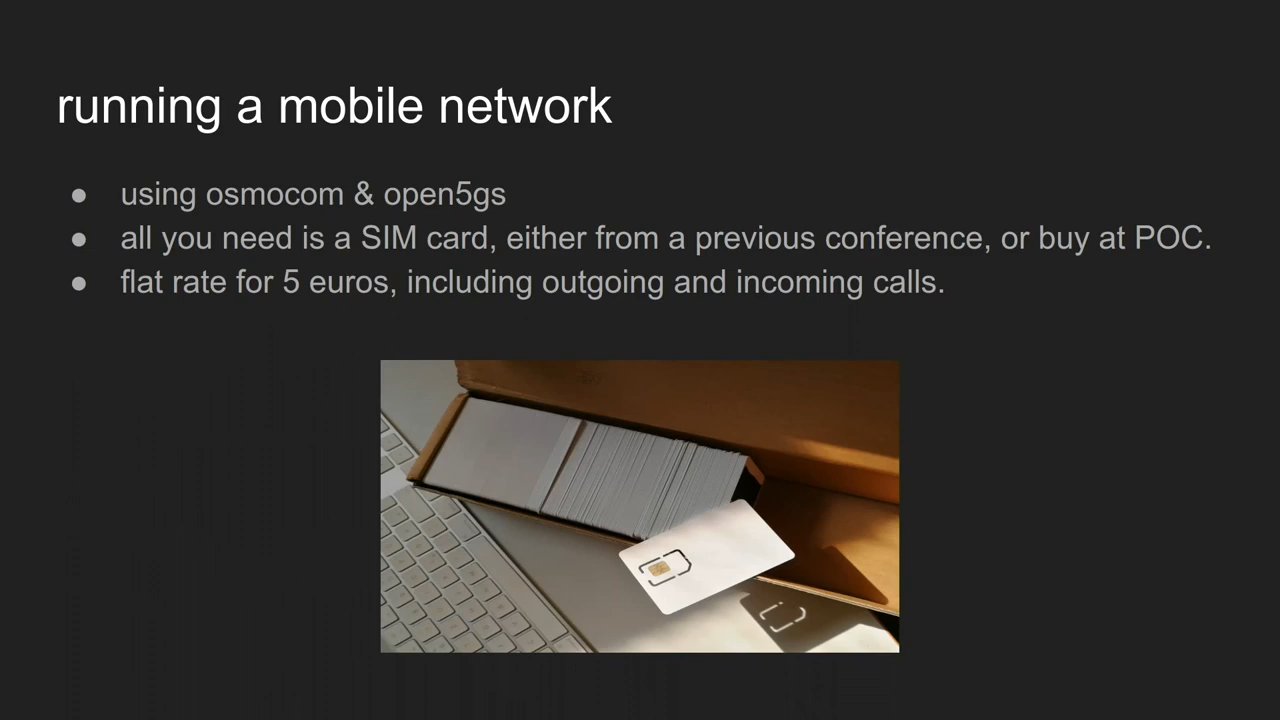 running a mobile network
● using osmocom & open5gs
● all you need is a SIM card, either from a previous conference, or buy at POC.
● flat rate for 5 euros, including outgoing and incoming calls.